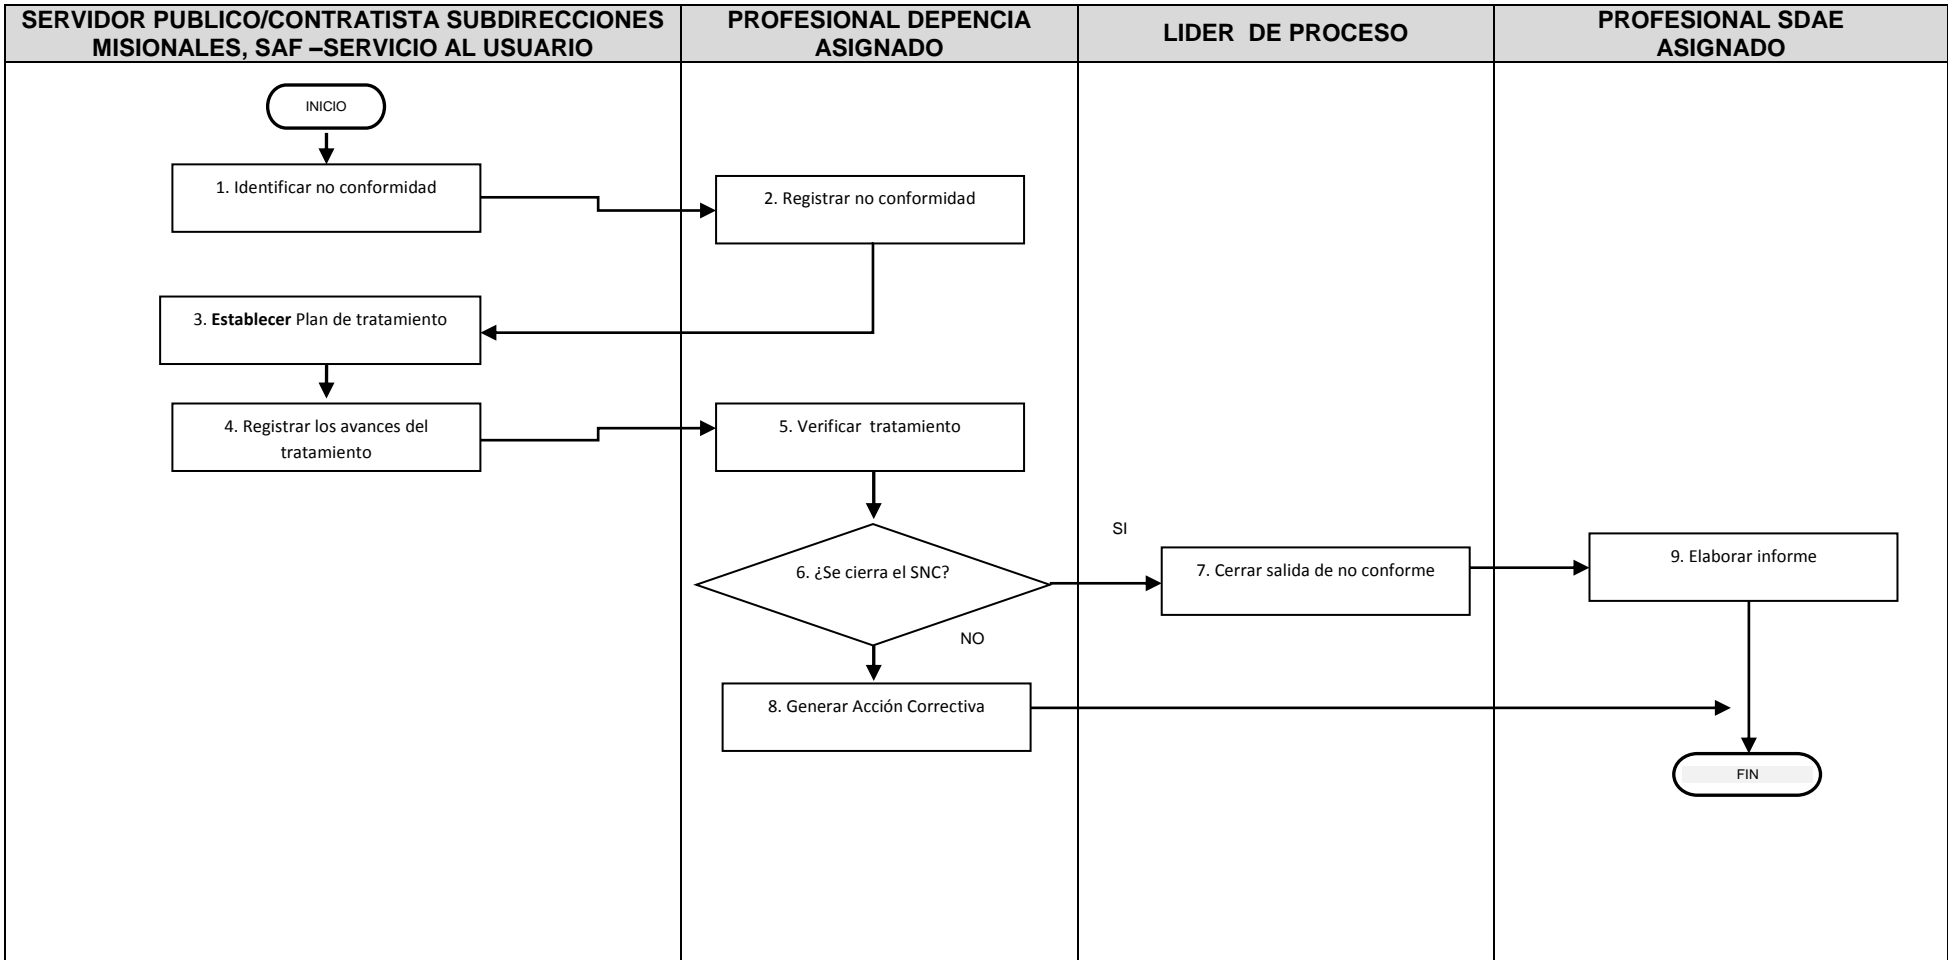 SERVIDOR PUBLICO/CONTRATISTA SUBDIRECCIONES
MISIONALES, SAF –SERVICIO AL USUARIO
PROFESIONAL DEPENCIA
ASIGNADO
LIDER DE PROCESO
PROFESIONAL SDAE
ASIGNADO
INICIO
1. Identificar no conformidad
2. Registrar no conformidad
3. Establecer Plan de tratamiento
4. Registrar los avances del
tratamiento
5. Verificar tratamiento
6. ¿Se cierra el SNC?
SI
7. Cerrar salida de no conforme
9. Elaborar informe
NO
8. Generar Acción Correctiva
FIN